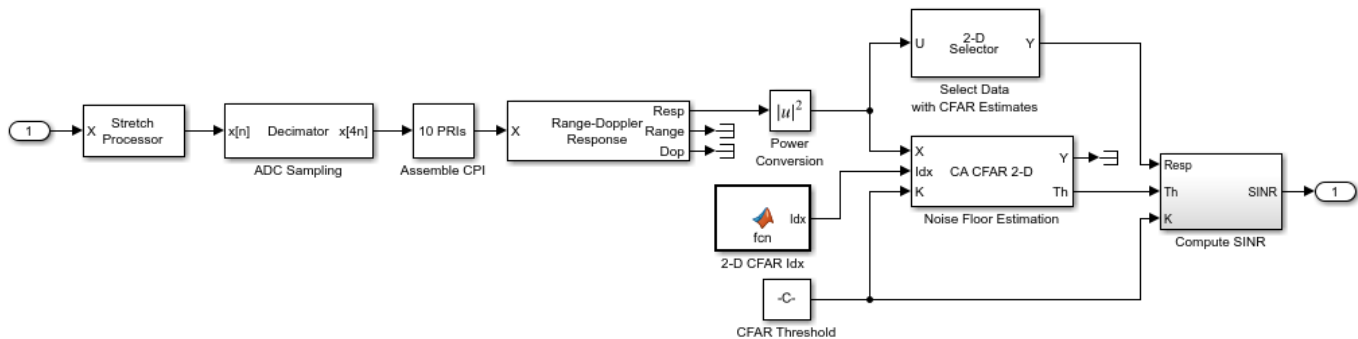 1
X
Stretch
Processor
x[n]
Decimator
x[4n]
ADC Sampling
10 PRIs
Assemble CPI
X
Range-Doppler
Response
Resp
Range
Dop
|u|²
Power
Conversion
U
2-D
Selector
Y
Select Data
with CFAR Estimates
X
Idx
K
CA CFAR 2-D
Y
Th
Noise Floor Estimation
fcn
Idx
2-D CFAR Idx
-C-
CFAR Threshold
Resp
Th
K
SINR
Compute SINR
1